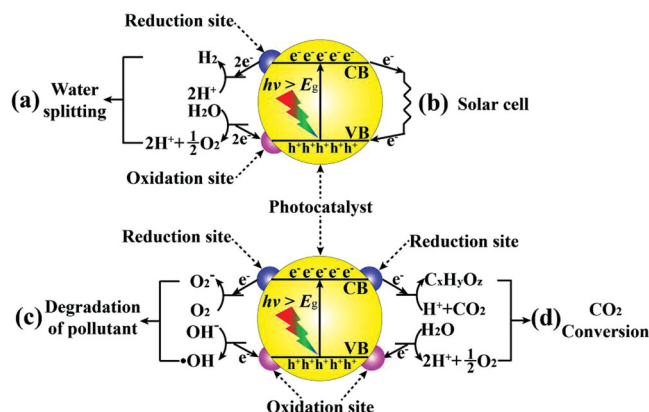 Reduction site
H₂
2e⁻
e⁻ e⁻ e⁻ e⁻ e⁻
CB
e⁻
2H⁺
(a)
Water
splitting
H₂O
hν > Eg
(b)
Solar cell
2H⁺ + ½O₂
2e⁻
VB
h⁺h⁺h⁺h⁺h⁺
e⁻
Oxidation site
Photocatalyst
Reduction site
Reduction site
O₂⁻
e⁻
e⁻ e⁻ e⁻ e⁻ e⁻
CB
e⁻
CxHyOz
O₂
H⁺+CO₂
(c)
Degradation
of pollutant
OH⁻
hν > Eg
H₂O
(d)
CO₂
Conversion
•OH
e⁻
VB
h⁺h⁺h⁺h⁺h⁺
e⁻
2H⁺ + ½O₂
Oxidation site